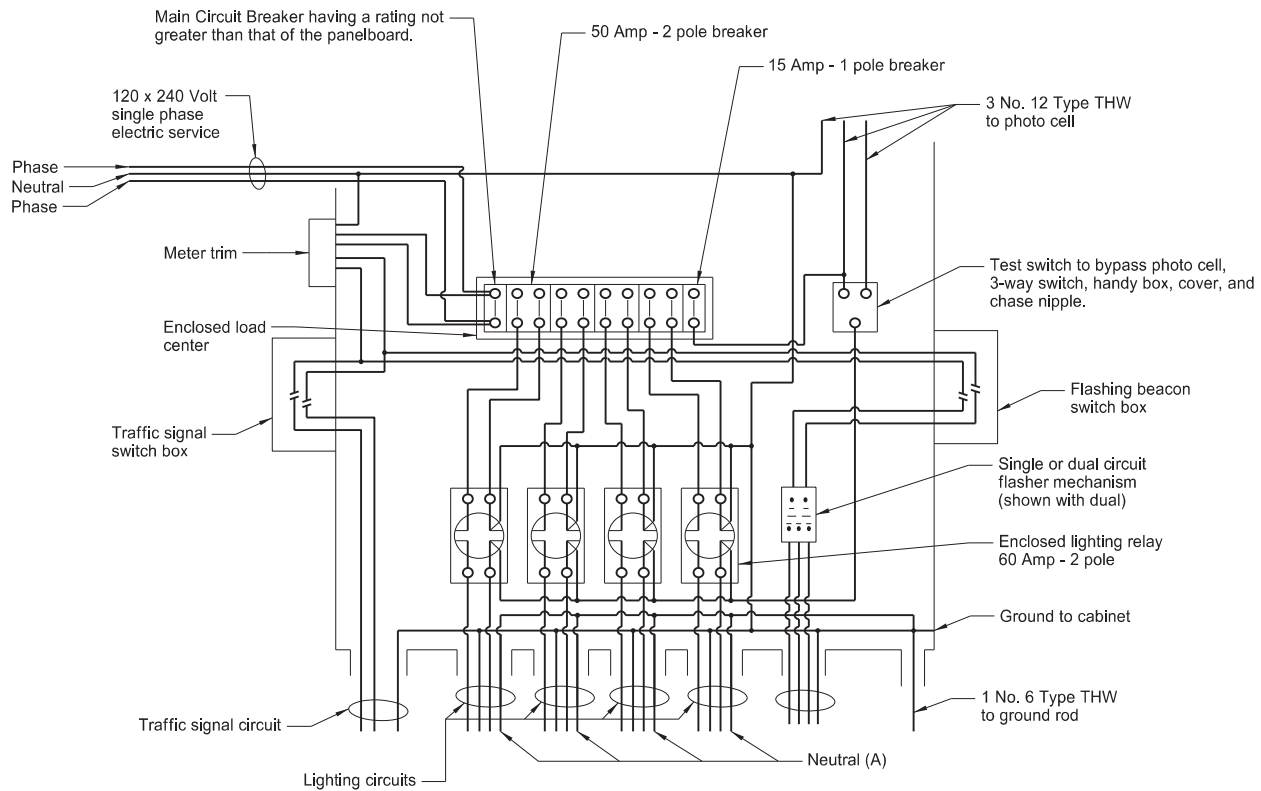 Main Circuit Breaker having a rating not
greater than that of the panelboard.
50 Amp - 2 pole breaker
15 Amp - 1 pole breaker
120 x 240 Volt
single phase
electric service
3 No. 12 Type THW
to photo cell
Phase
Neutral
Phase
Meter trim
Test switch to bypass photo cell,
3-way switch, handy box, cover, and
chase nipple.
Enclosed load
center
Flashing beacon
switch box
Traffic signal
switch box
Single or dual circuit
flasher mechanism
(shown with dual)
Enclosed lighting relay
60 Amp - 2 pole
Ground to cabinet
1 No. 6 Type THW
to ground rod
Traffic signal circuit
Neutral (A)
Lighting circuits